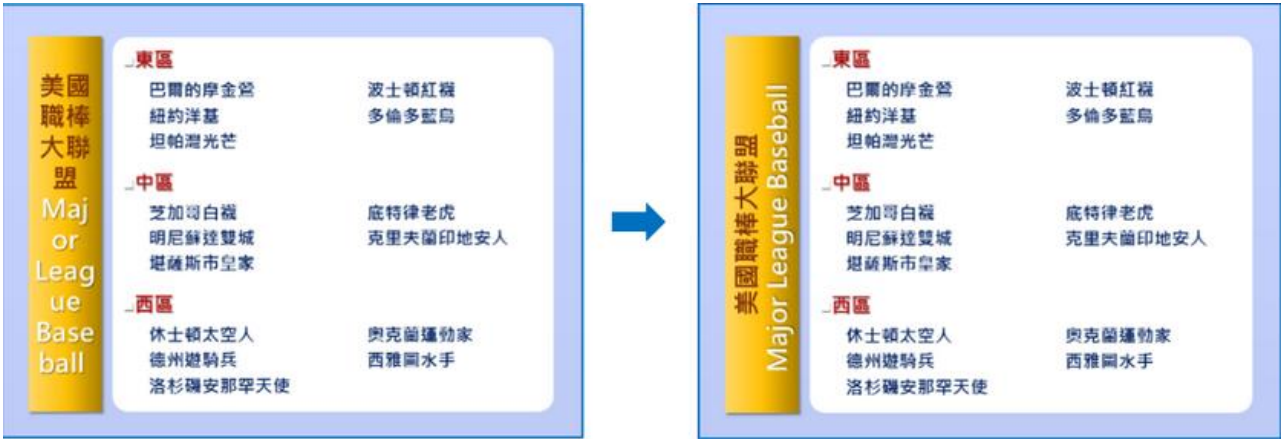 美國
職棒
大聯
盟
Maj
or
Leag
ue
Base
ball
東區
巴爾的摩金鶯 波士頓紅襪
紐約洋基 多倫多藍鳥
坦帕灣光芒
中區
芝加哥白襪 底特律老虎
明尼蘇達雙城 克里夫蘭印地安人
堪薩斯市皇家
西區
休士頓太空人 奧克蘭運動家
德州遊騎兵 西雅圖水手
洛杉磯安那罕天使
美國職棒大聯盟
Major League Baseball
東區
巴爾的摩金鶯 波士頓紅襪
紐約洋基 多倫多藍鳥
坦帕灣光芒
中區
芝加哥白襪 底特律老虎
明尼蘇達雙城 克里夫蘭印地安人
堪薩斯市皇家
西區
休士頓太空人 奧克蘭運動家
德州遊騎兵 西雅圖水手
洛杉磯安那罕天使